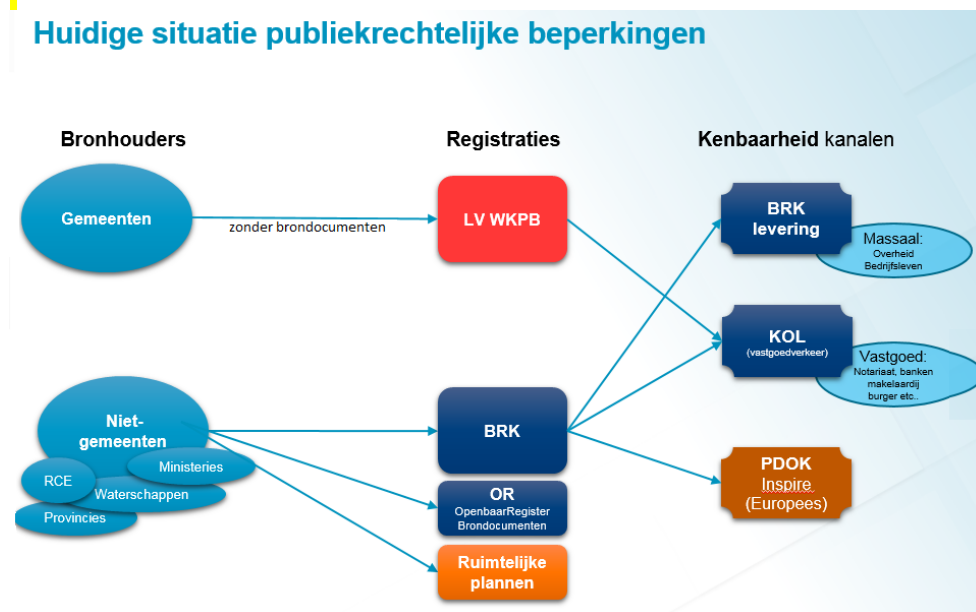 Huidige situatie publiekrechtelijke beperkingen
Bronhouders
Registraties
Kenbaarheid kanalen
Gemeenten
zonder brondocumenten
LV WKPB
BRK
levering
Massaal:
Overheid
Bedrijfsleven
KOL
(vastgoedverkeer)
Vastgoed:
Notariaat, banken
makelaardij
burger etc..
Niet-
gemeenten
Ministeries
RCE
Waterschappen
Provincies
BRK
OR
OpenbaarRegister
Brondocumenten
Ruimtelijke
plannen
PDOK
Inspire
(Europees)